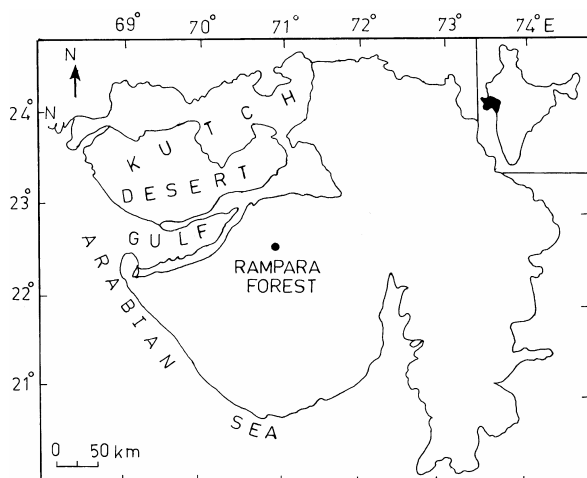 69° 70° 71° 72° 73° 74°E
N
24°
N
KUTCH
DESERT
23°
GULF
RAMPARA
FOREST
22°
ARABIAN
21°
SEA
0 50 km